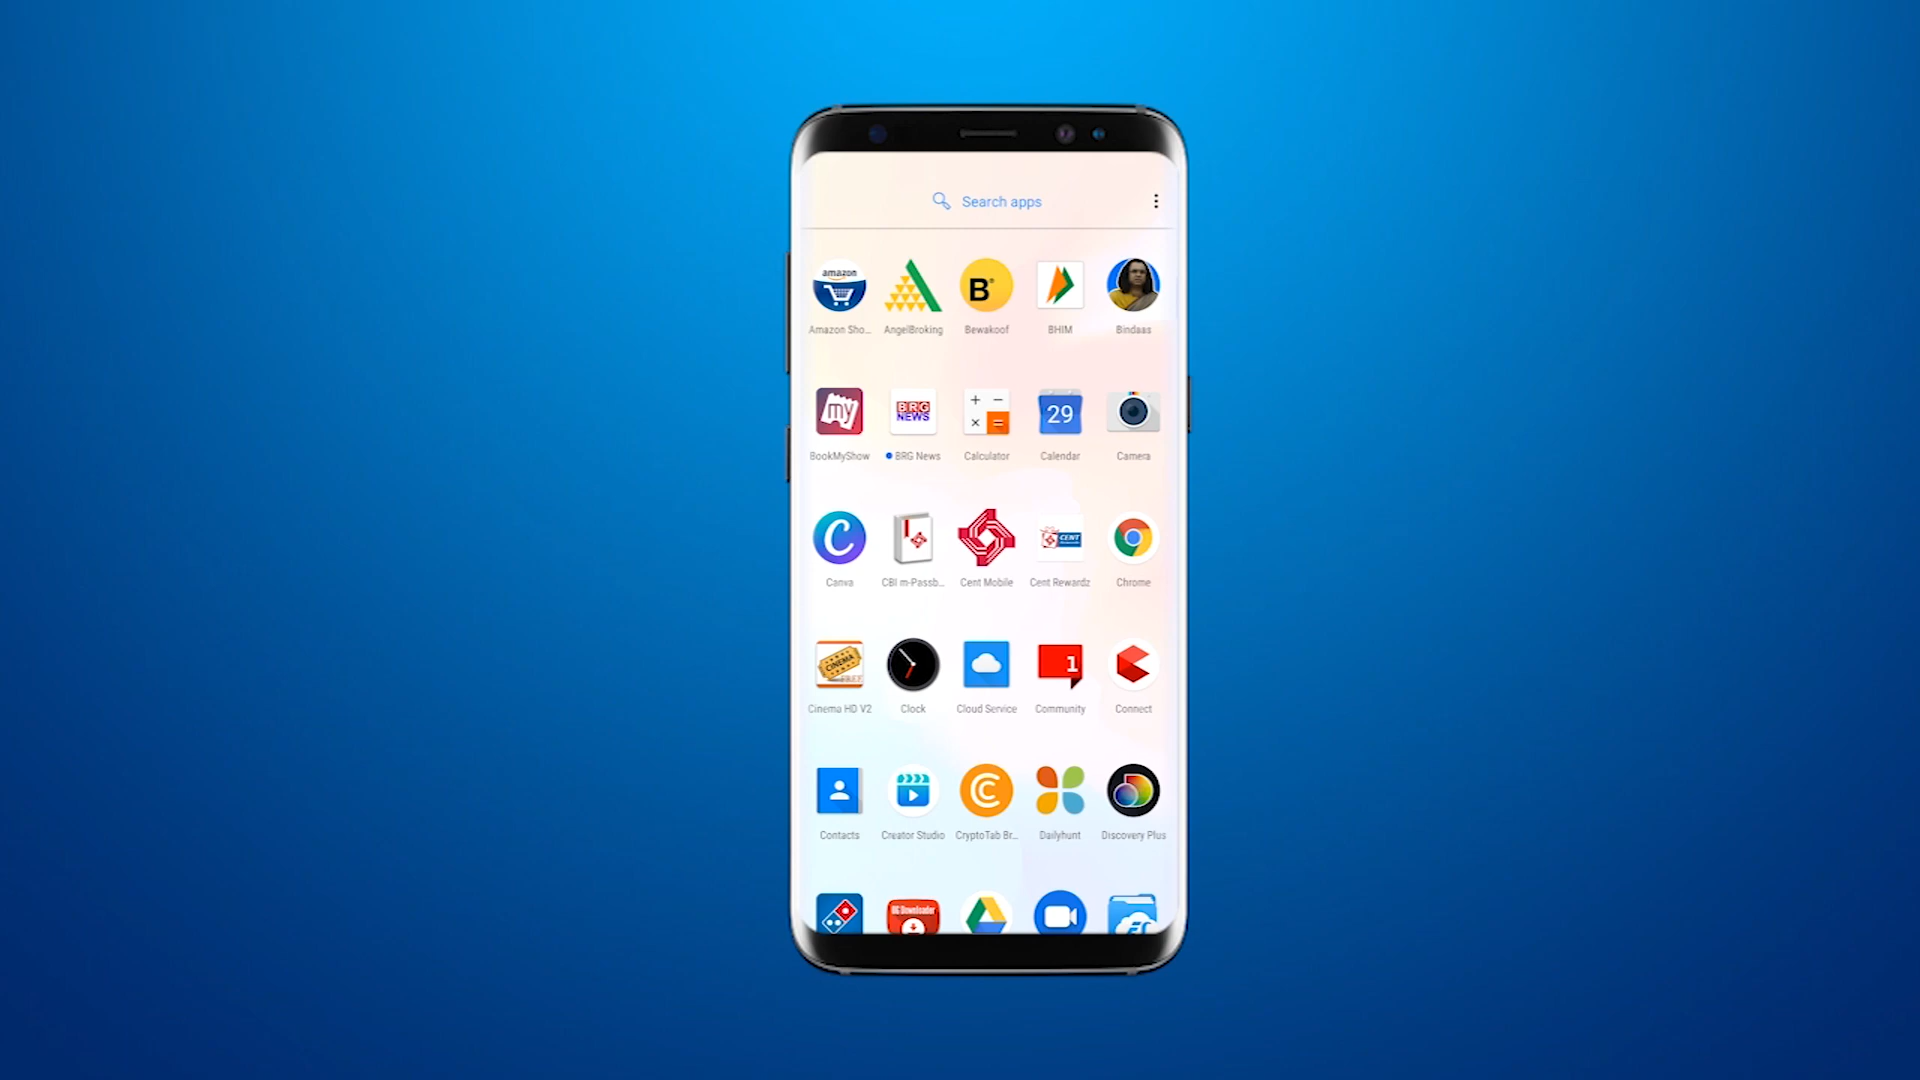 Search apps
amazon
B
Amazon Sho...
AngelBroking
Bewakoof
BHIM
Bindaas
my
BRG
NEWS
+ −
× =
29
BookMyShow
BRG News
Calculator
Calendar
Camera
C
CENT
Canva
CBI m-Passb...
Cent Mobile
Cent Rewardz
Chrome
CINEMA
FREE
1
Cinema HD V2
Clock
Cloud Service
Community
Connect
Contacts
Creator Studio
CryptoTab Br...
Dailyhunt
Discovery Plus